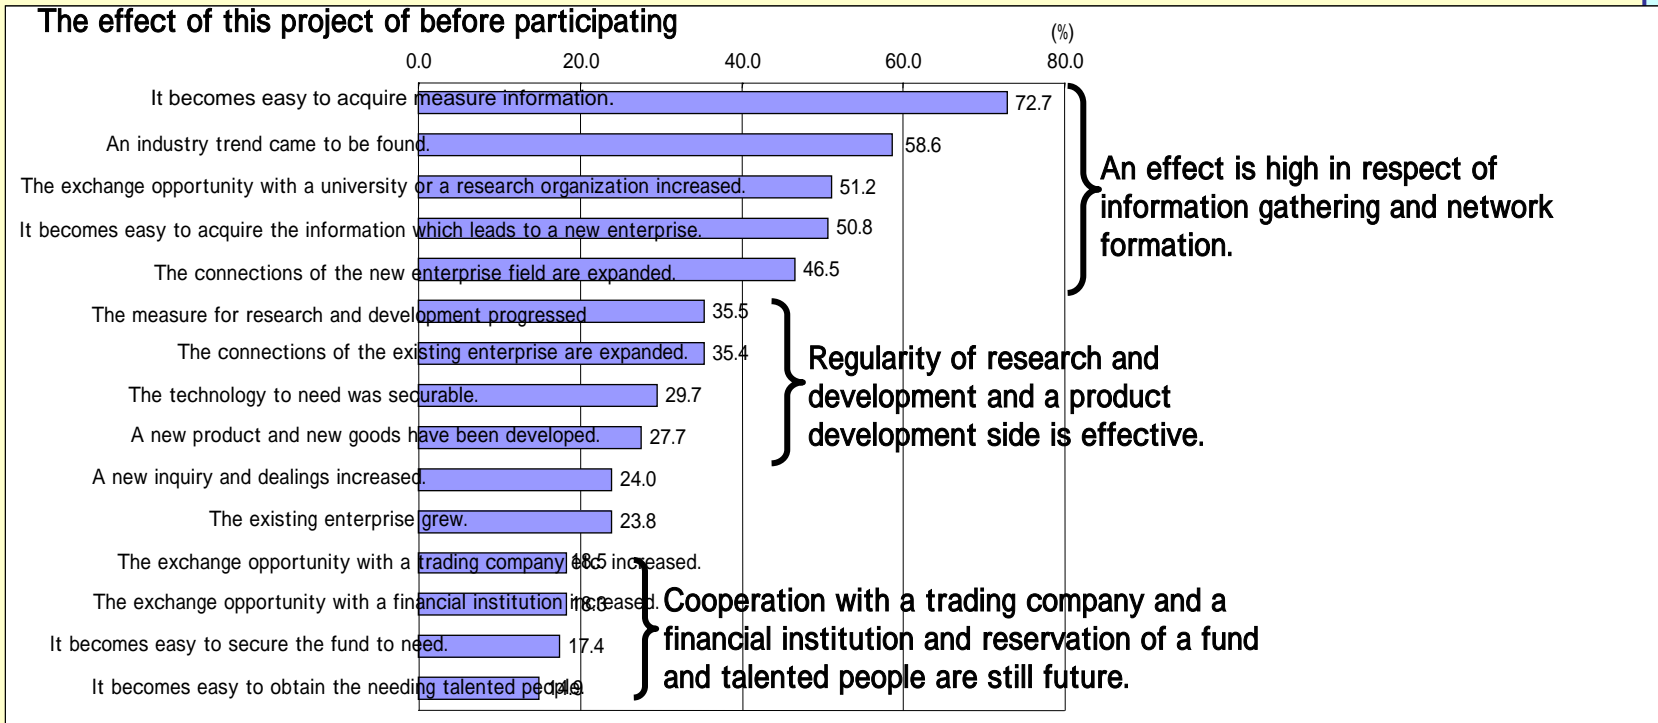 The effect of this project of before participating
(%)
0.0 20.0 40.0 60.0 80.0
It becomes easy to acquire measure information. 72.7
An industry trend came to be found. 58.6
The exchange opportunity with a university or a research organization increased. 51.2
It becomes easy to acquire the information which leads to a new enterprise. 50.8
The connections of the new enterprise field are expanded. 46.5
An effect is high in respect of
information gathering and network
formation.
The measure for research and development progressed 35.5
The connections of the existing enterprise are expanded. 35.4
The technology to need was securable. 29.7
A new product and new goods have been developed. 27.7
Regularity of research and
development and a product
development side is effective.
A new inquiry and dealings increased. 24.0
The existing enterprise grew. 23.8
The exchange opportunity with a trading company etc. increased. 18.5
The exchange opportunity with a financial institution increased. 18.3
It becomes easy to secure the fund to need. 17.4
It becomes easy to obtain the needing talented people. 14.9
Cooperation with a trading company and a
financial institution and reservation of a fund
and talented people are still future.